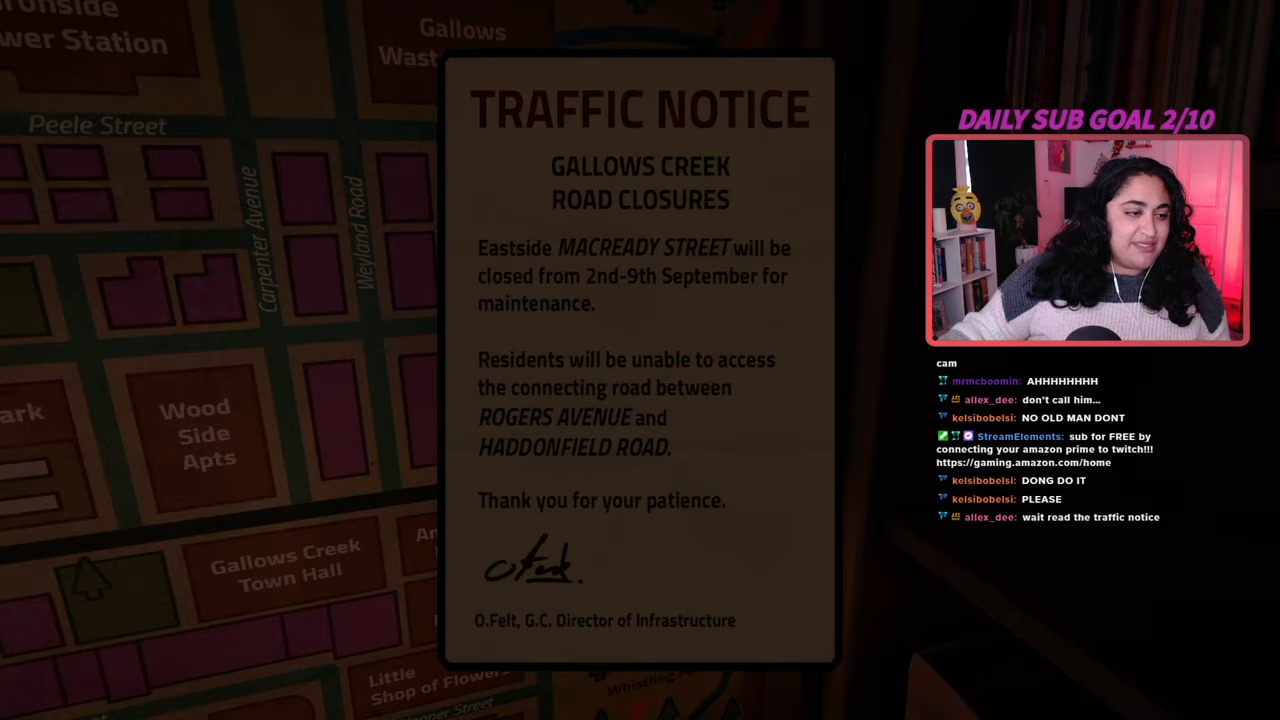 ronside
wer Station
Gallows
Wast
Peele Street
Carpenter Avenue
Weyland Road
ark
Wood
Side
Apts
Gallows Creek
Town Hall
Little
Shop of Flowers
Street
Whistling
TRAFFIC NOTICE
GALLOWS CREEK
ROAD CLOSURES
Eastside MACREADY STREET will be
closed from 2nd-9th September for
maintenance.
Residents will be unable to access
the connecting road between
ROGERS AVENUE and
HADDONFIELD ROAD.
Thank you for your patience.
O.Felt, G.C. Director of Infrastructure
DAILY SUB GOAL 2/10
cam
mrmcboomin: AHHHHHHHH
allex_dee: don't call him...
kelsibobelsi: NO OLD MAN DONT
StreamElements: sub for FREE by
connecting your amazon prime to twitch!!!
https://gaming.amazon.com/home
kelsibobelsi: DONG DO IT
kelsibobelsi: PLEASE
allex_dee: wait read the traffic notice